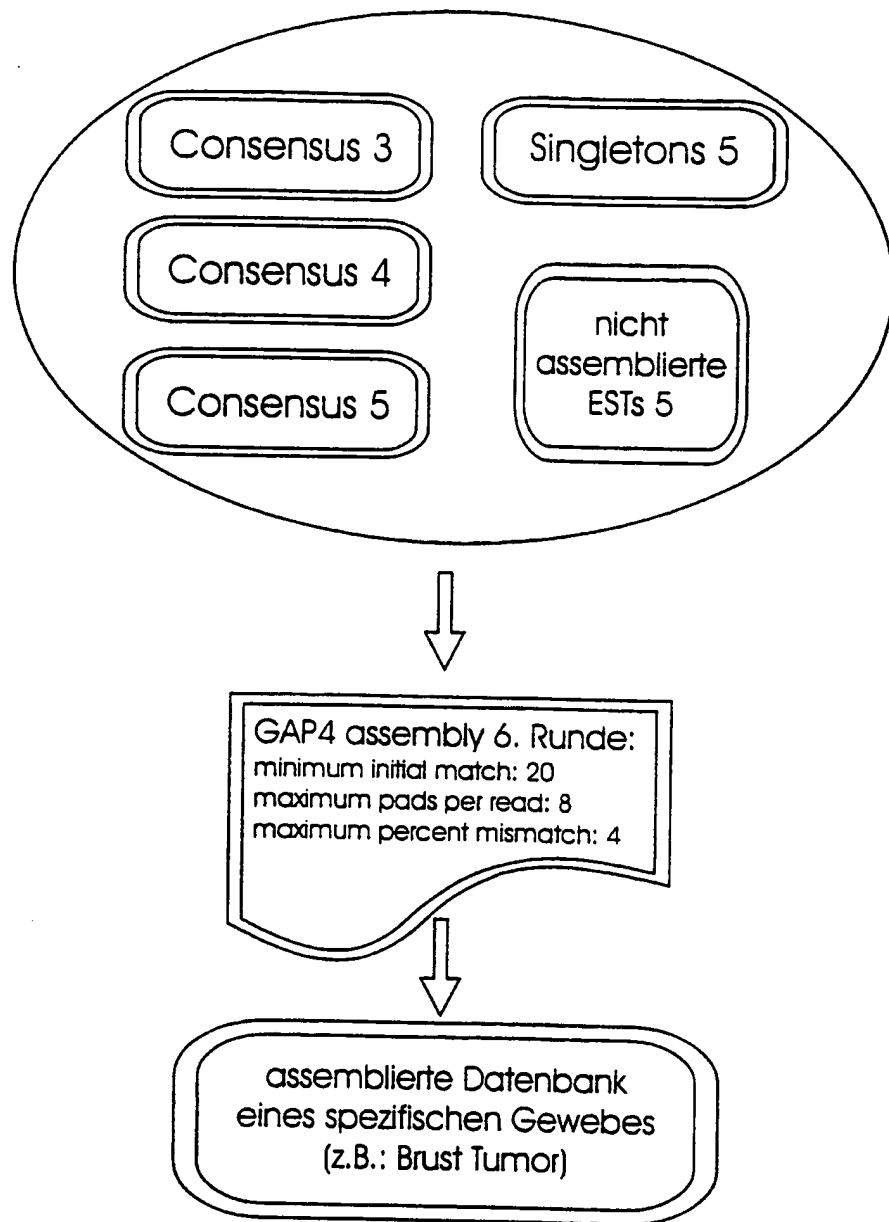 Consensus 3
Singletons 5
Consensus 4
Consensus 5
nicht
assemblierte
ESTs 5
GAP4 assembly 6. Runde:
minimum initial match: 20
maximum pads per read: 8
maximum percent mismatch: 4
assemblierte Datenbank
eines spezifischen Gewebes
(z.B.: Brust Tumor)